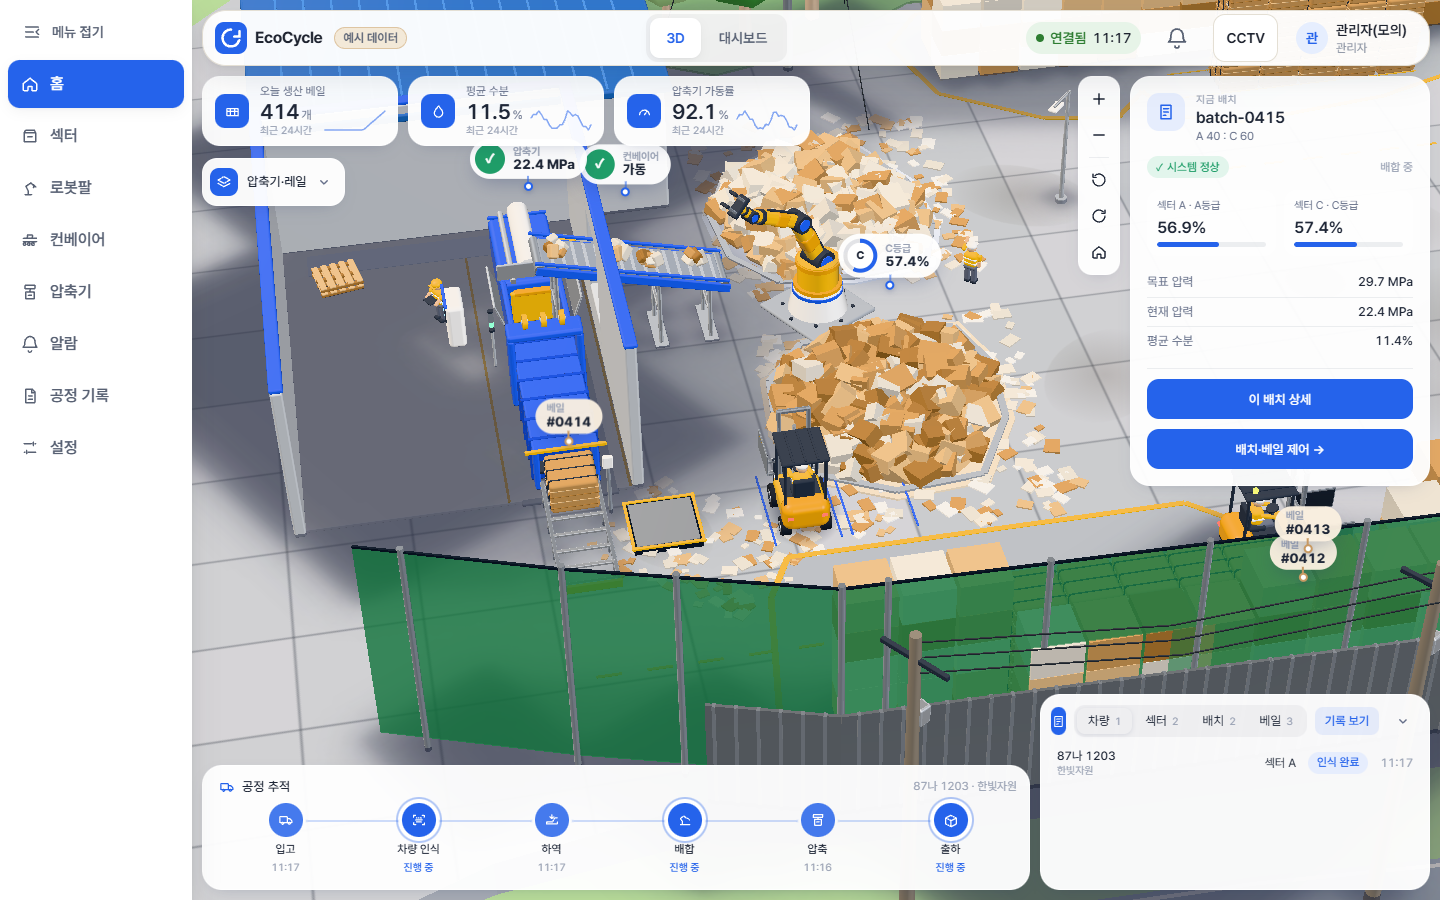 메뉴 접기
홈
섹터
로봇팔
컨베이어
압축기
알람
공정 기록
설정
EcoCycle
예시 데이터
3D
대시보드
연결됨 11:17
CCTV
관
관리자(모의)
관리자
오늘 생산 베일
414개
최근 24시간
평균 수분
11.5%
최근 24시간
압축기 가동률
92.1%
최근 24시간
압축기·레일
압축기
22.4 MPa
컨베이어
가동
C
C등급
57.4%
베일
#0414
베일
#0413
베일
#0412
지금 배치
batch-0415
A 40 : C 60
✓ 시스템 정상
배합 중
섹터 A · A등급
56.9%
섹터 C · C등급
57.4%
목표 압력
29.7 MPa
현재 압력
22.4 MPa
평균 수분
11.4%
이 배치 상세
배치·베일 제어 →
공정 추적
87나 1203 · 한빛자원
입고
11:17
차량 인식
진행 중
하역
11:17
배합
진행 중
압축
11:16
출하
진행 중
차량 1
섹터 2
배치 2
베일 3
기록 보기
87나 1203
한빛자원
섹터 A
인식 완료
11:17